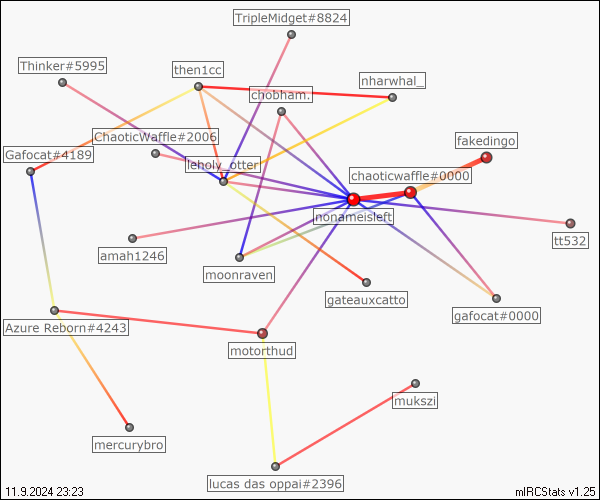 TripleMidget#8824
Thinker#5995
then1cc
nharwhal_
chobham.
ChaoticWaffle#2006
fakedingo
Gafocat#4189
leholy_otter
chaoticwaffle#0000
nonameisleft
tt532
amah1246
moonraven
gateauxcatto
gafocat#0000
Azure Reborn#4243
motorthud
mukszi
mercurybro
lucas das oppai#2396
11.9.2024 23:23
mIRCStats v1.25